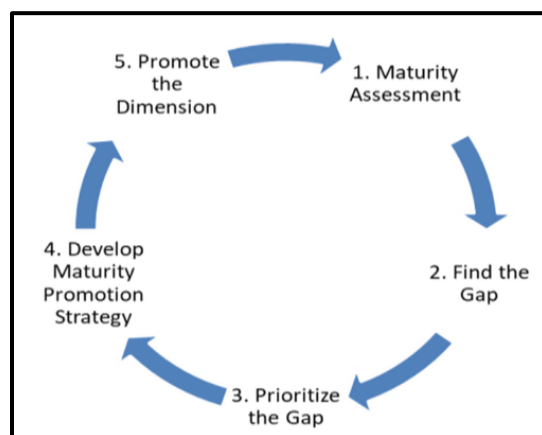 1. Maturity
Assessment
2. Find the
Gap
3. Prioritize
the Gap
4. Develop
Maturity
Promotion
Strategy
5. Promote
the
Dimension